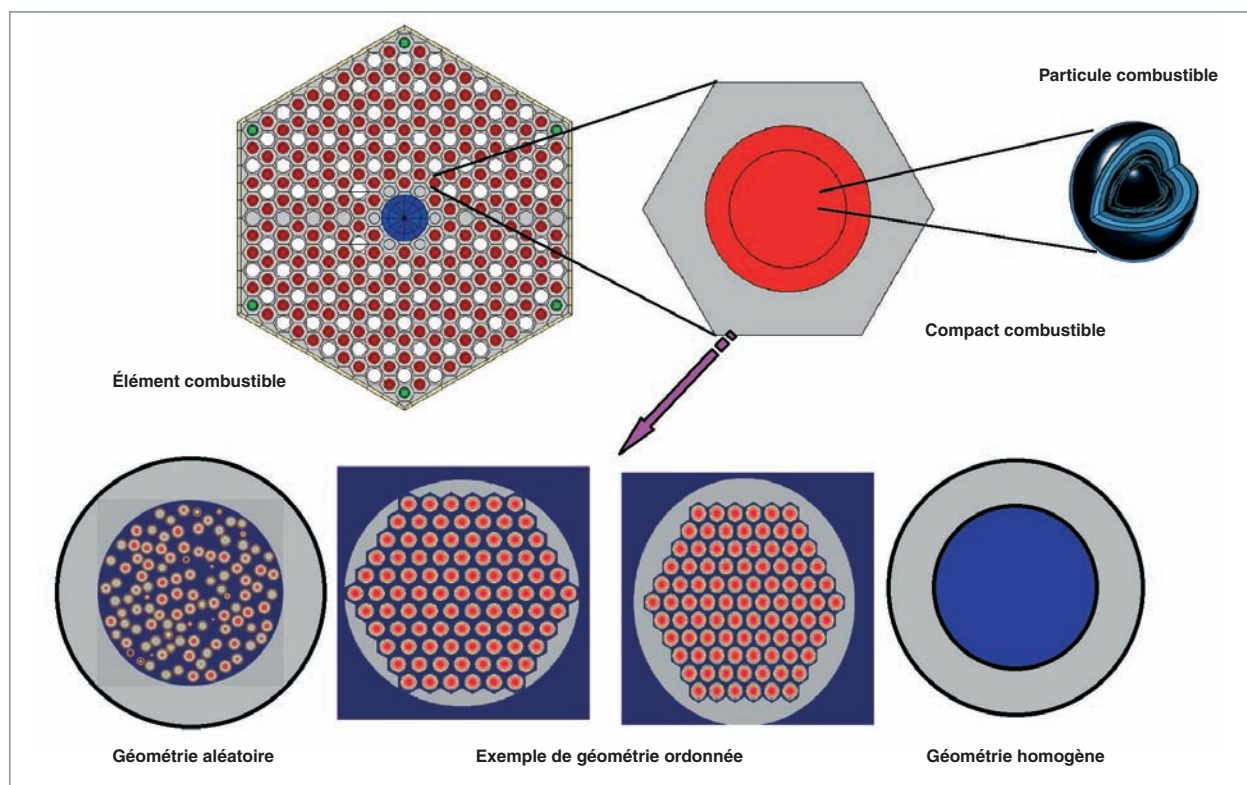 Particule combustible
Compact combustible
Élément combustible
Géométrie aléatoire
Exemple de géométrie ordonnée
Géométrie homogène